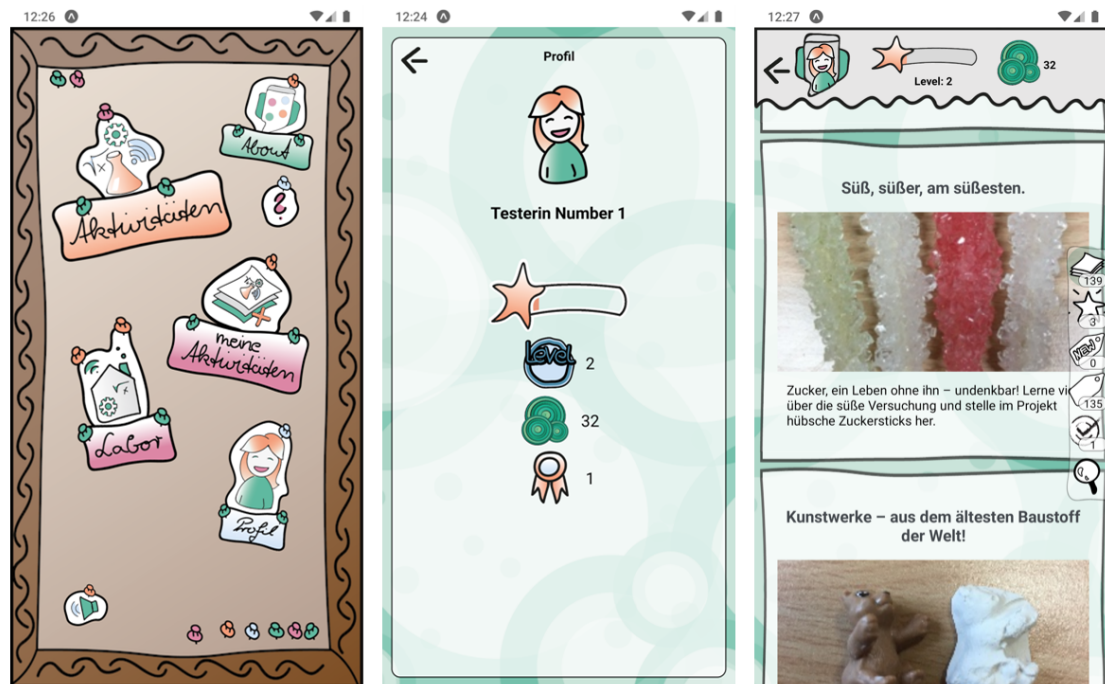 12:26
About
Aktivitäten
?
meine
Aktivitäten
Labor
Profil
12:24
Profil
Testerin Number 1
Level
2
32
1
12:27
Level: 2
32
Süß, süßer, am süßesten.
139
3
NEW
0
135
1
Zucker, ein Leben ohne ihn – undenkbar! Lerne
über die süße Versuchung und stelle im Projekt
hübsche Zuckersticks her.
Kunstwerke – aus dem ältesten Baustoff
der Welt!